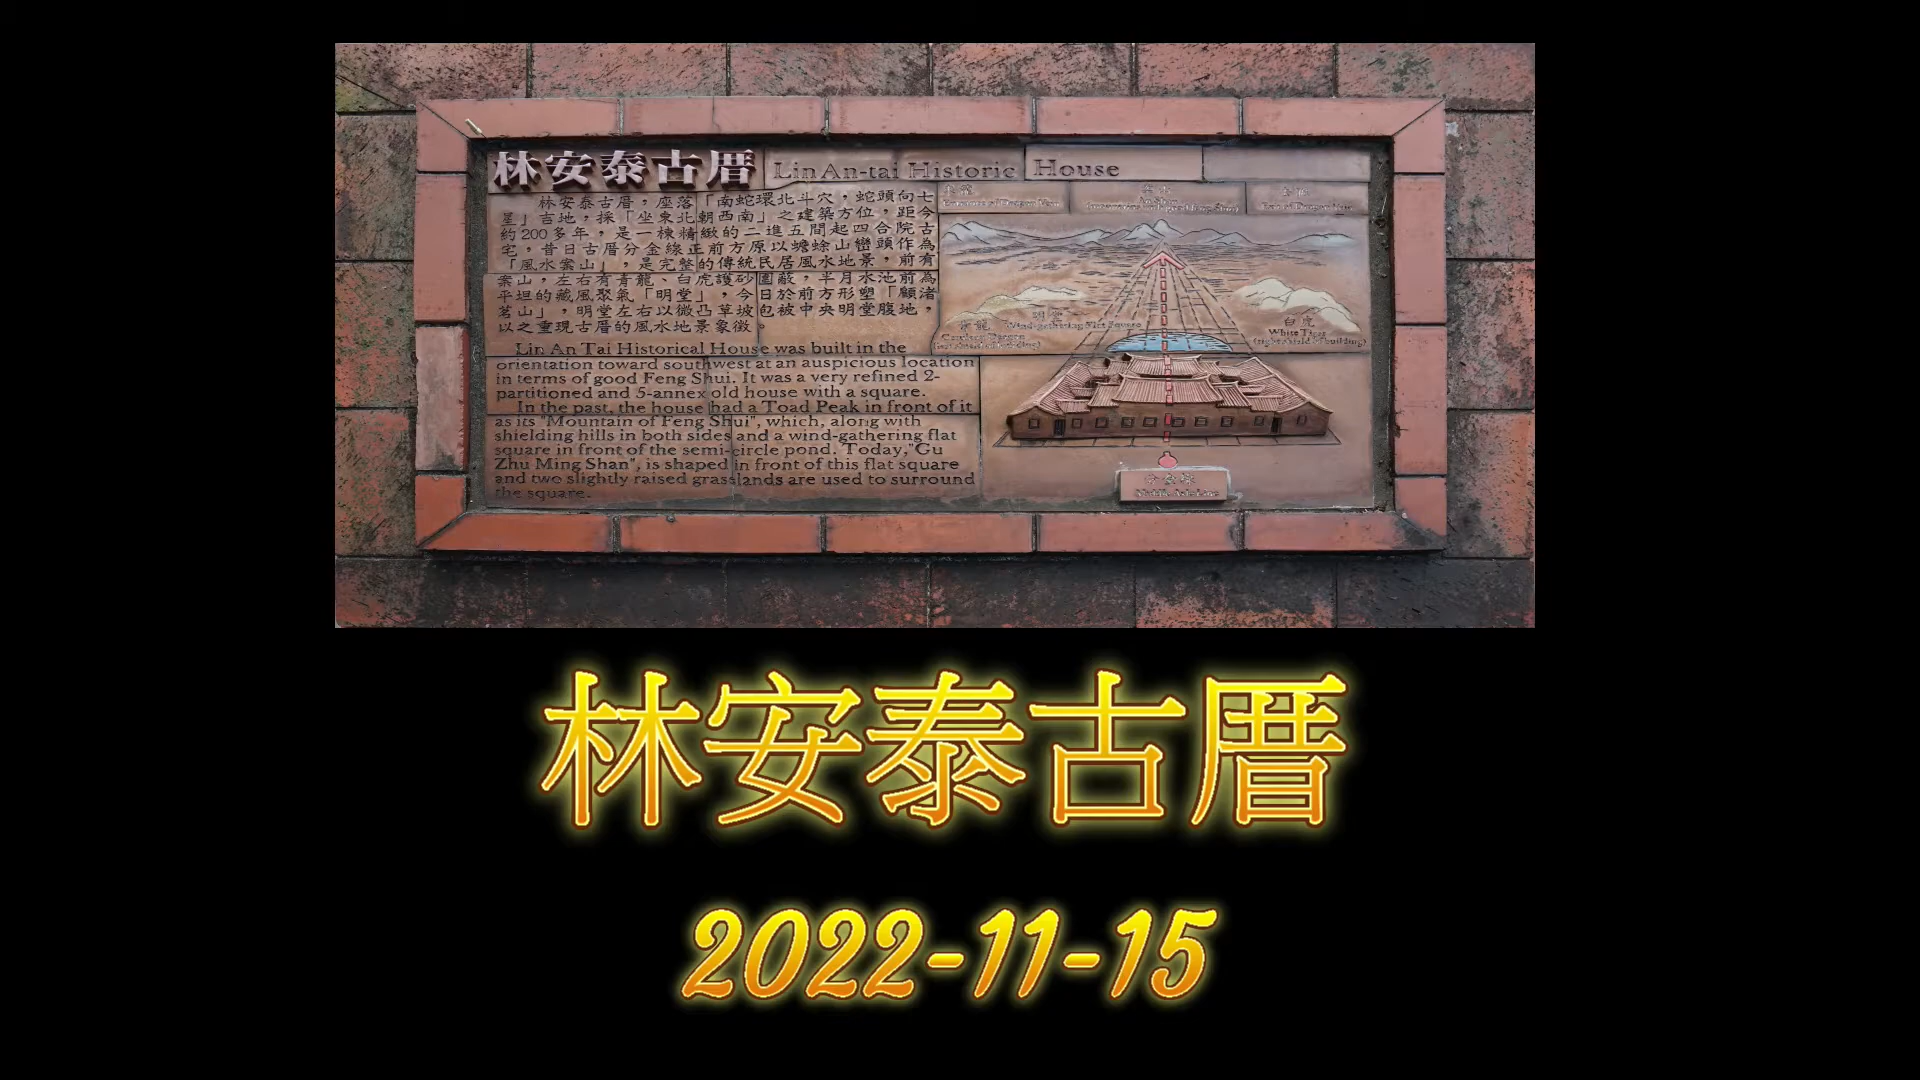 林安泰古厝 Lin An-tai Historic House
林安泰古厝，座落「南蛇環北斗穴，蛇頭向七
星」吉地，採「坐東北朝西南」之建築方位，距今
約200多年，是一棟精緻的二進五間起四合院古
宅，昔日古厝分金線正前方原以蟾蜍山巒頭作為
「風水案山」，是完整的傳統民居風水地景，前有
案山，左右有青龍、白虎護砂圍蔽，半月水池前為
平坦的藏風聚氣「明堂」，今日於前方形塑「顧渚
茗山」，明堂左右以微凸草坡包被中央明堂腹地，
以之重現古厝的風水地景象徵。
Lin An Tai Historical House was built in the
orientation toward southwest at an auspicious location
in terms of good Feng Shui. It was a very refined 2-
partitioned and 5-annex old house with a square.
In the past, the house had a Toad Peak in front of it
as its "Mountain of Feng Shui", which, along with
shielding hills in both sides and a wind-gathering flat
square in front of the semi-circle pond. Today,"Gu
Zhu Ming Shan", is shaped in front of this flat square
and two slightly raised grasslands are used to surround
the square.
明堂
Wind-gathering Flat Square
青龍
白虎
White Tiger
分金線
林安泰古厝
2022-11-15